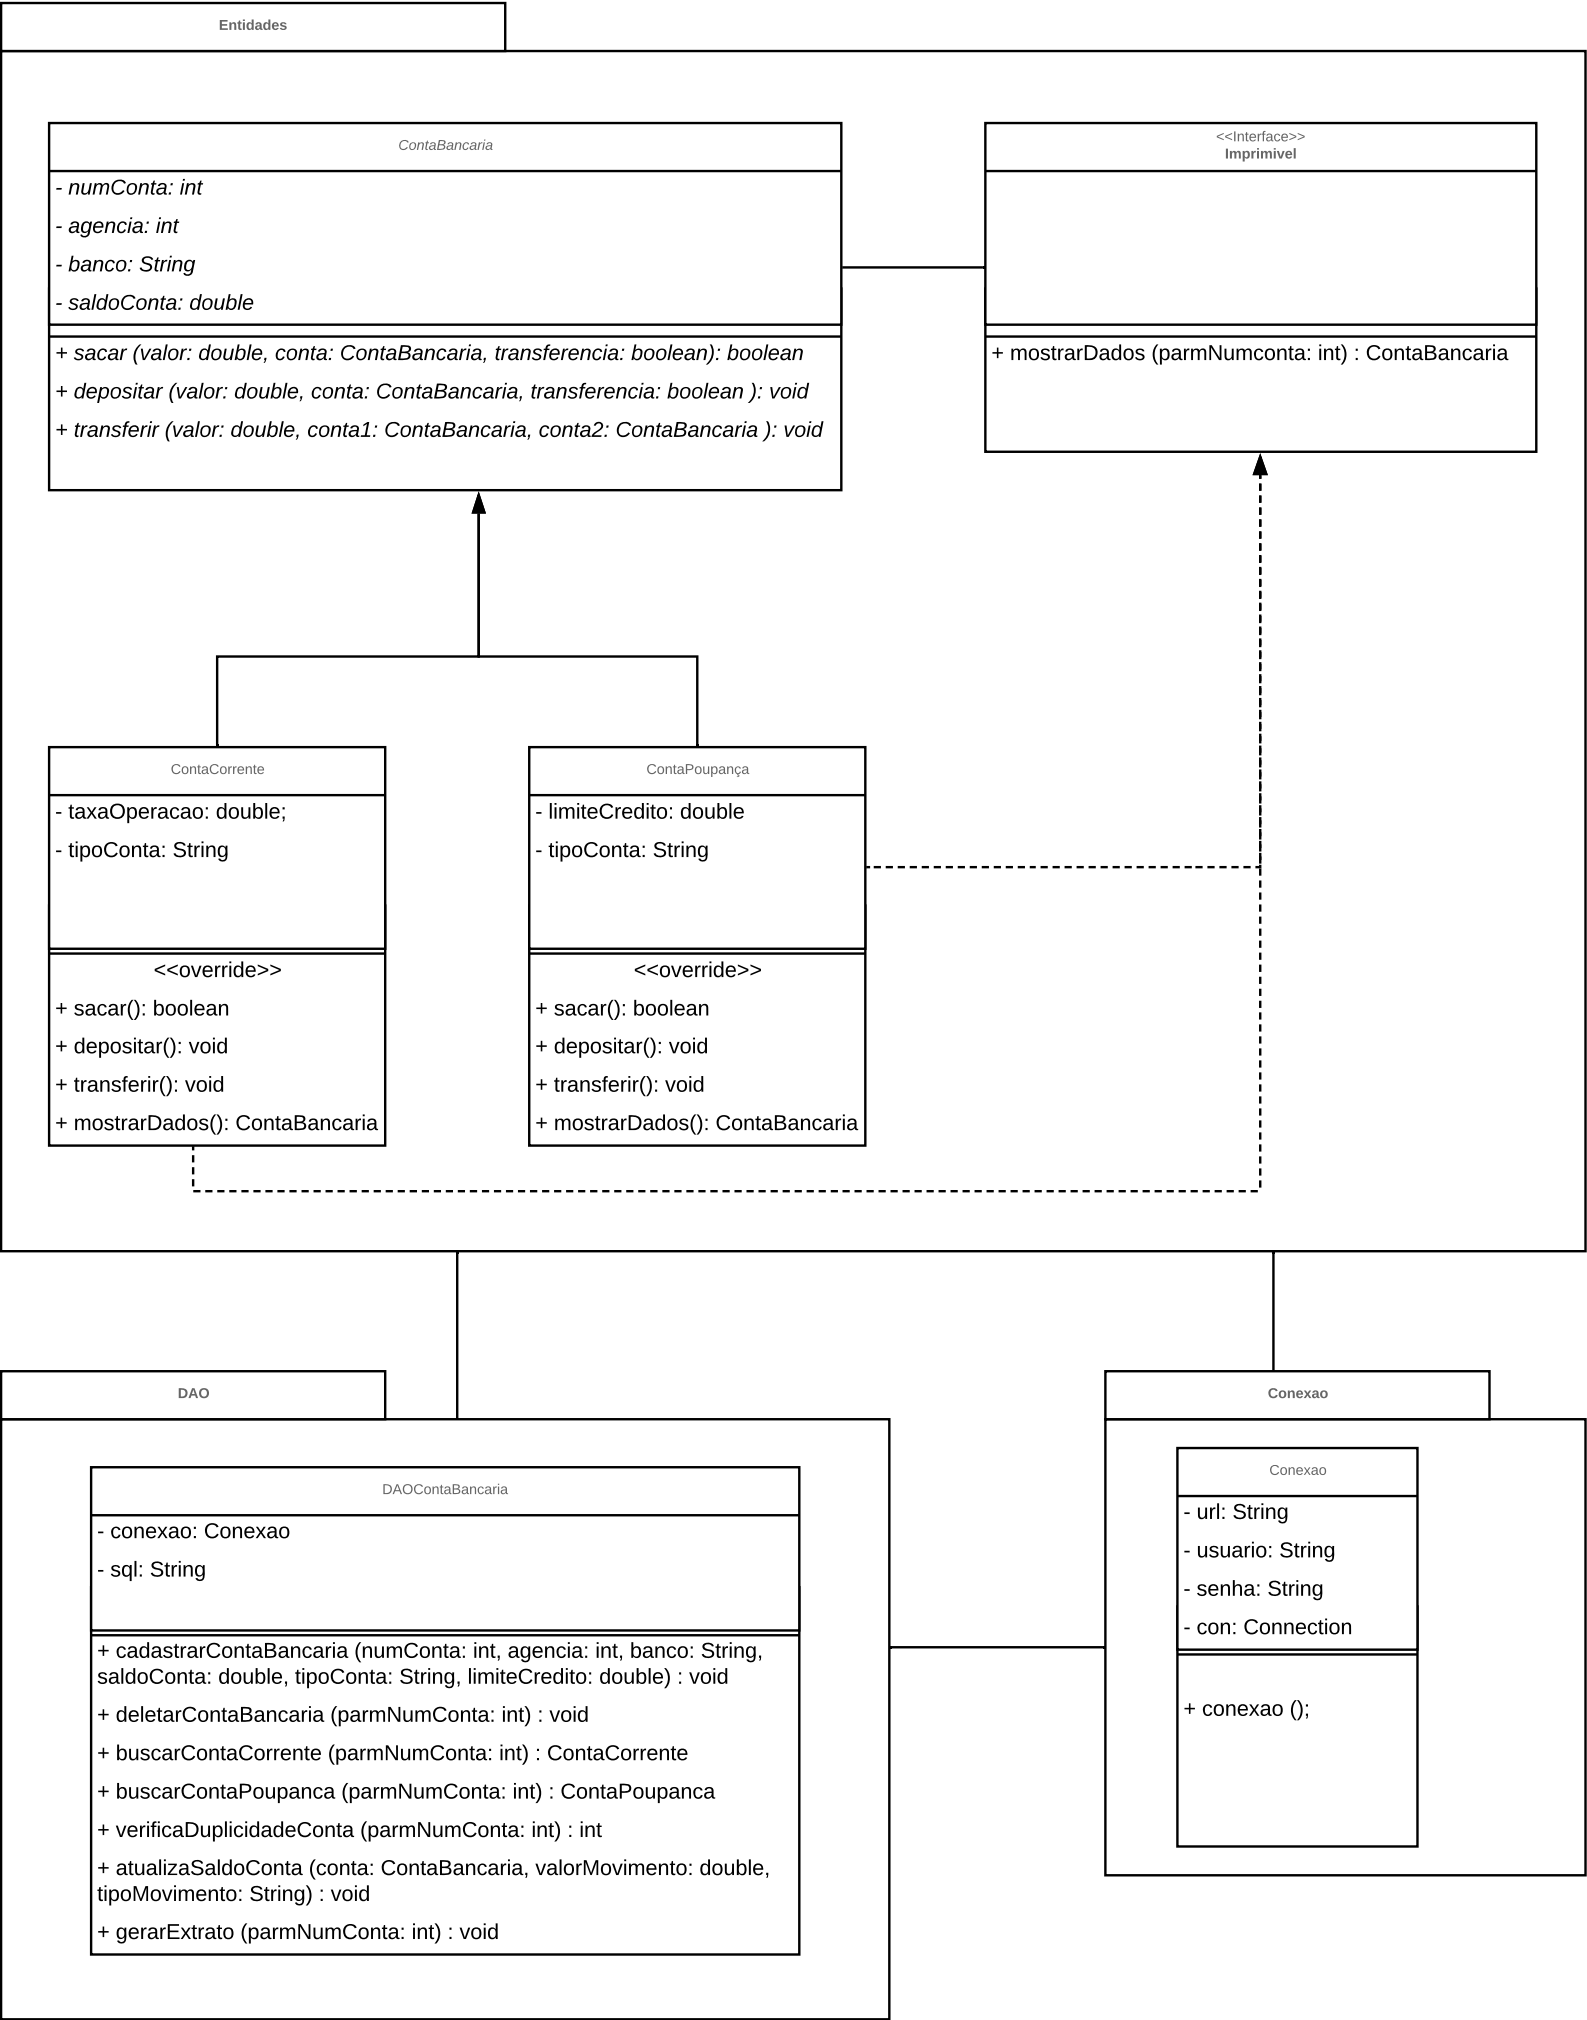 Entidades
ContaBancaria
- numConta: int
- agencia: int
- banco: String
- saldoConta: double
+ sacar (valor: double, conta: ContaBancaria, transferencia: boolean): boolean
+ depositar (valor: double, conta: ContaBancaria, transferencia: boolean ): void
+ transferir (valor: double, conta1: ContaBancaria, conta2: ContaBancaria ): void
<<Interface>>
Imprimivel
+ mostrarDados (parmNumconta: int) : ContaBancaria
ContaCorrente
- taxaOperacao: double;
- tipoConta: String
<<override>>
+ sacar(): boolean
+ depositar(): void
+ transferir(): void
+ mostrarDados(): ContaBancaria
ContaPoupança
- limiteCredito: double
- tipoConta: String
<<override>>
+ sacar(): boolean
+ depositar(): void
+ transferir(): void
+ mostrarDados(): ContaBancaria
DAO
DAOContaBancaria
- conexao: Conexao
- sql: String
+ cadastrarContaBancaria (numConta: int, agencia: int, banco: String,
saldoConta: double, tipoConta: String, limiteCredito: double) : void
+ deletarContaBancaria (parmNumConta: int) : void
+ buscarContaCorrente (parmNumConta: int) : ContaCorrente
+ buscarContaPoupanca (parmNumConta: int) : ContaPoupanca
+ verificaDuplicidadeConta (parmNumConta: int) : int
+ atualizaSaldoConta (conta: ContaBancaria, valorMovimento: double,
tipoMovimento: String) : void
+ gerarExtrato (parmNumConta: int) : void
Conexao
Conexao
- url: String
- usuario: String
- senha: String
- con: Connection
+ conexao ();